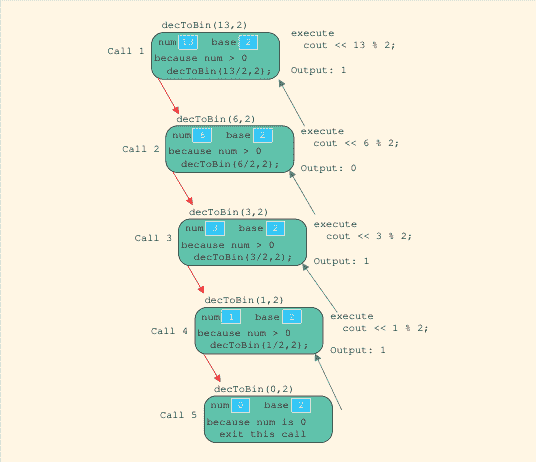 decToBin(13,2)
Call 1
num 13 base 2
because num > 0
decToBin(13/2,2);
execute
cout << 13 % 2;
Output: 1
decToBin(6,2)
Call 2
num 6 base 2
because num > 0
decToBin(6/2,2);
execute
cout << 6 % 2;
Output: 0
decToBin(3,2)
Call 3
num 3 base 2
because num > 0
decToBin(3/2,2);
execute
cout << 3 % 2;
Output: 1
decToBin(1,2)
Call 4
num 1 base 2
because num > 0
decToBin(1/2,2);
execute
cout << 1 % 2;
Output: 1
decToBin(0,2)
Call 5
num 0 base 2
because num is 0
exit this call